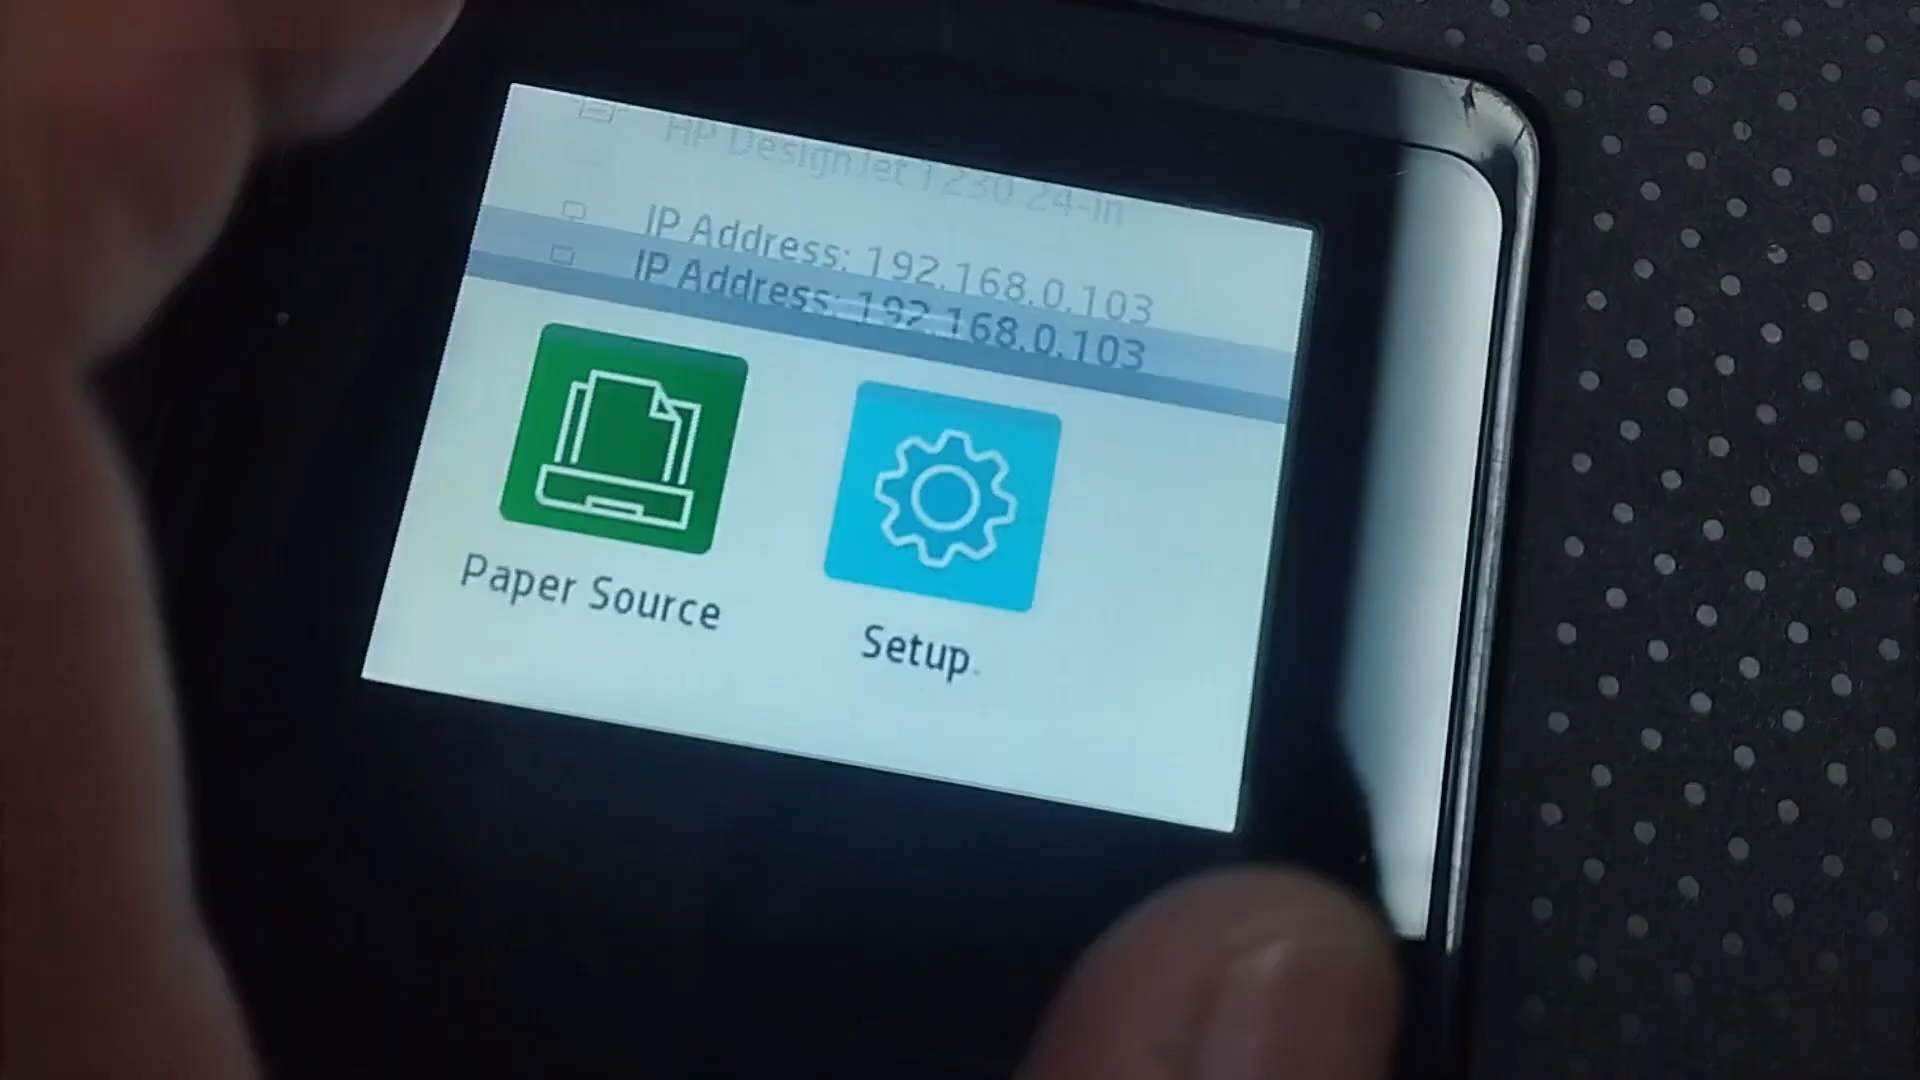 HP DesignJet T230 24-in
IP Address: 192.168.0.103
IP Address: 192.168.0.103
Paper Source
Setup